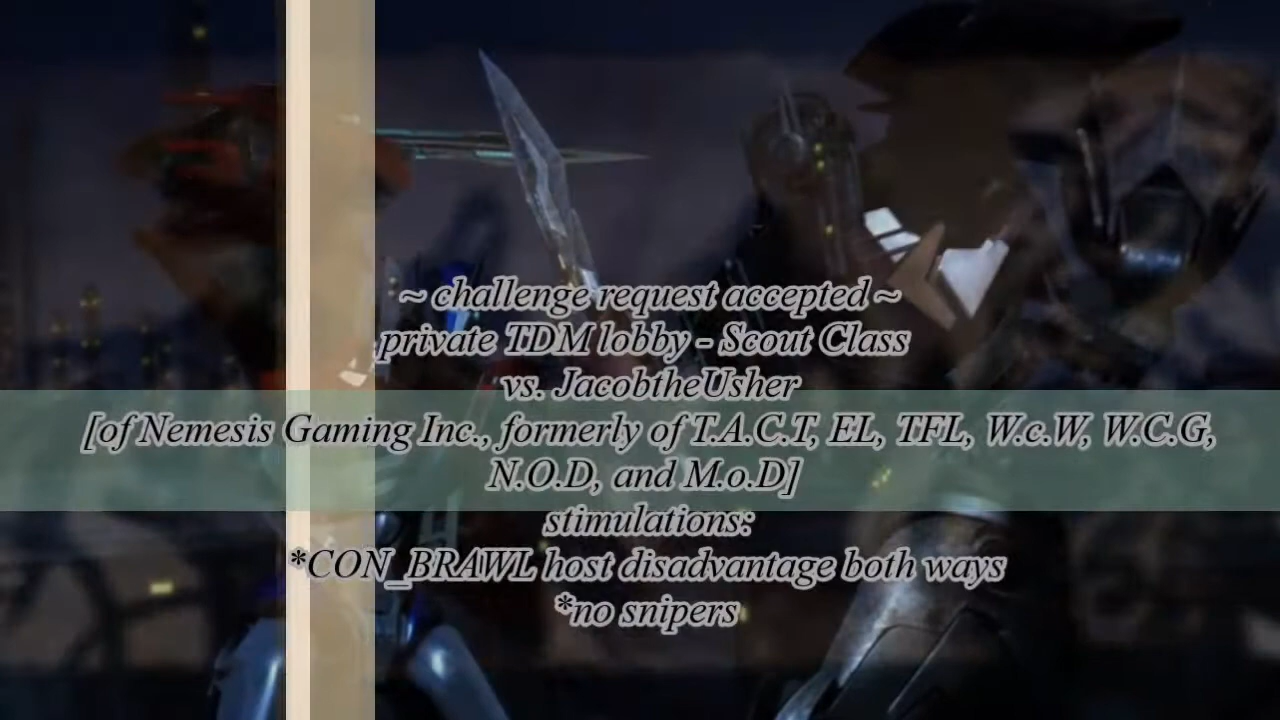 ~ challenge request accepted ~
private TDM lobby - Scout Class
vs. JacobtheUsher
[of Nemesis Gaming Inc., formerly of T.A.C.T, EL, TFL, W.c.W, W.C.G,
N.O.D, and M.o.D]
stimulations:
*CON_BRAWL host disadvantage both ways
*no snipers